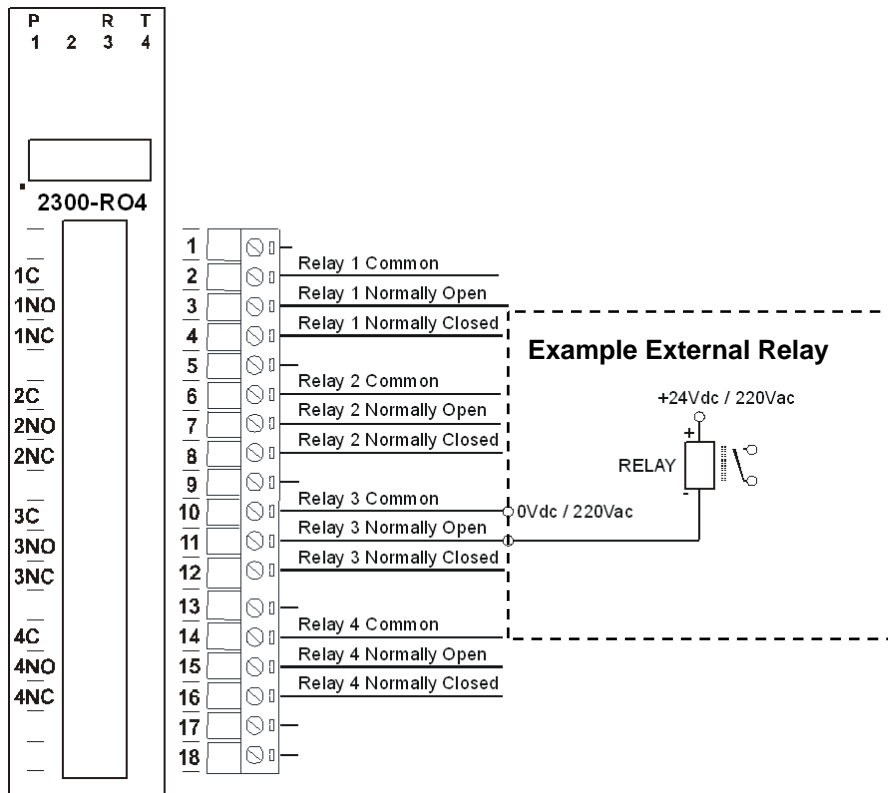 P R T
1 2 3 4
2300-RO4
1C
1NO
1NC
2C
2NO
2NC
3C
3NO
3NC
4C
4NO
4NC
1
2 Relay 1 Common
3 Relay 1 Normally Open
4 Relay 1 Normally Closed
5
6 Relay 2 Common
7 Relay 2 Normally Open
8 Relay 2 Normally Closed
9
10 Relay 3 Common
11 Relay 3 Normally Open
12 Relay 3 Normally Closed
13
14 Relay 4 Common
15 Relay 4 Normally Open
16 Relay 4 Normally Closed
17
18
Example External Relay
+24Vdc / 220Vac
+
RELAY
-
0Vdc / 220Vac